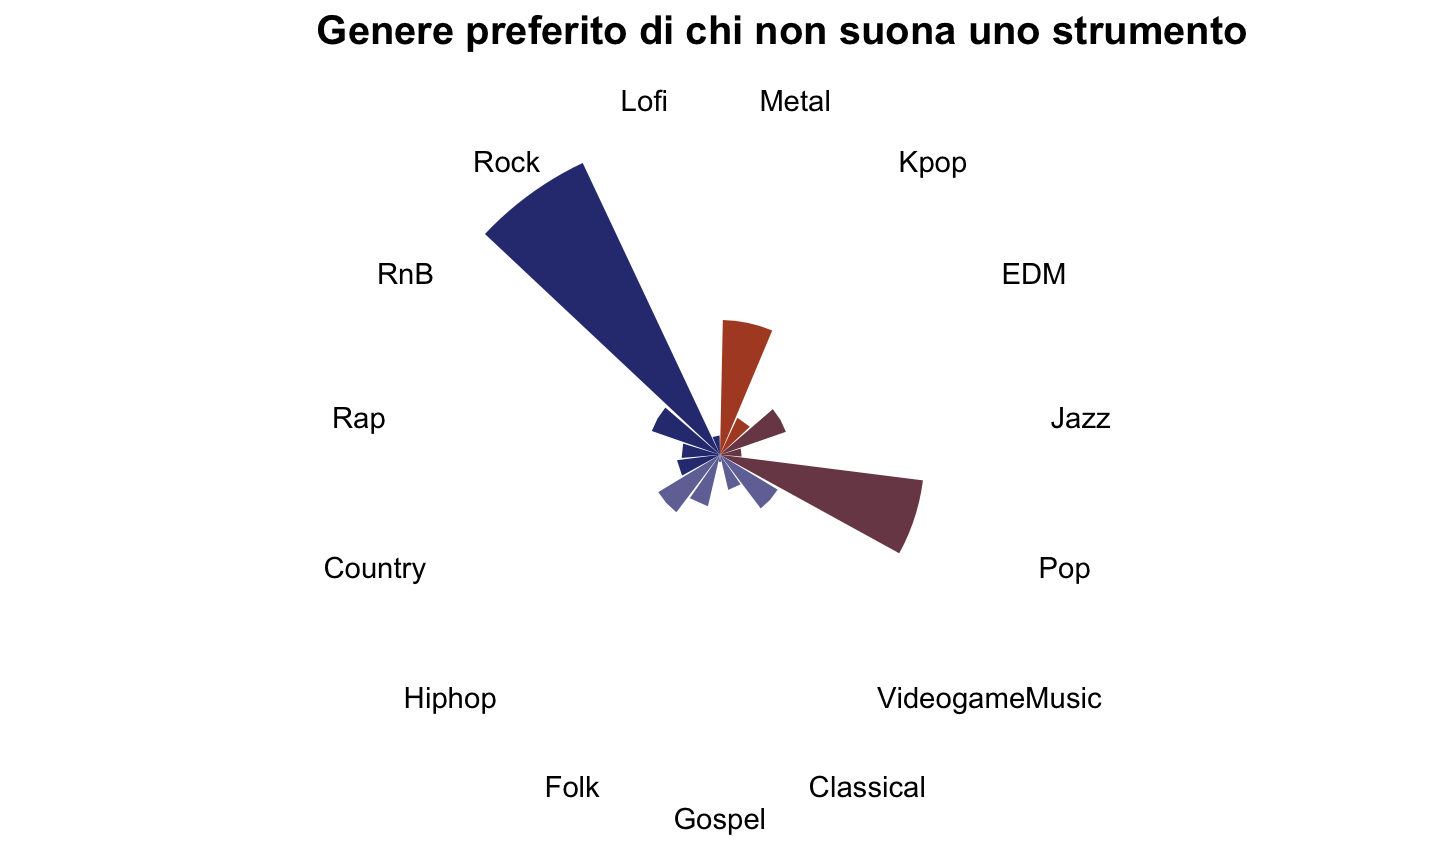 Genere preferito di chi non suona uno strumento
Lofi
Metal
Rock
Kpop
RnB
EDM
Rap
Jazz
Country
Pop
Hiphop
VideogameMusic
Folk
Classical
Gospel